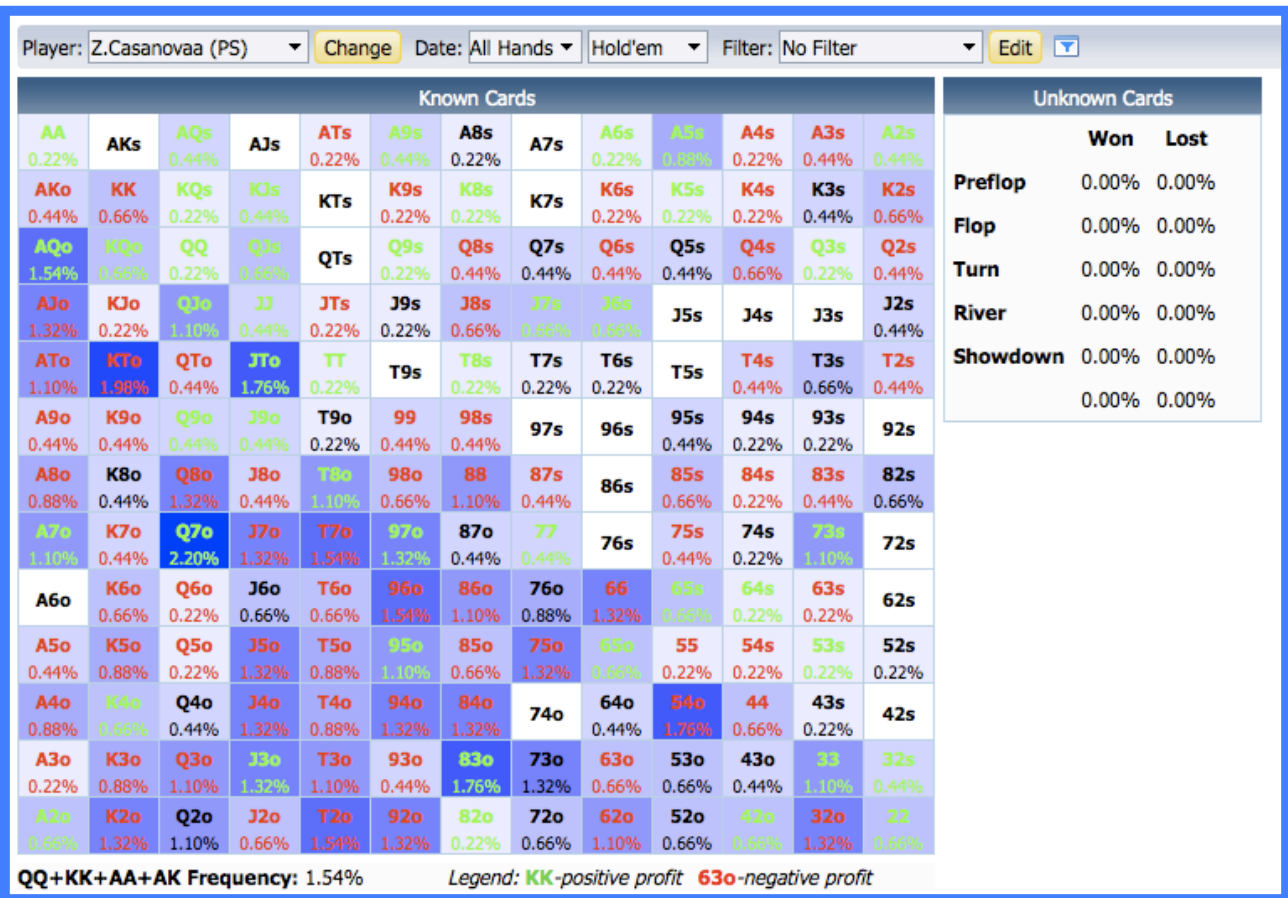 Player: Z.Casanovaa (PS) Change Date: All Hands Hold'em Filter: No Filter Edit
Known Cards Unknown Cards
AA AKs AQs AJs ATs A9s A8s A7s A6s A5s A4s A3s A2s
0.22% 0.44% 0.22% 0.44% 0.22% 0.22% 0.88% 0.22% 0.44% 0.44%
Won Lost
AKo KK KQs KJs KTs K9s K8s K7s K6s K5s K4s K3s K2s
0.44% 0.66% 0.22% 0.44% 0.22% 0.22% 0.22% 0.22% 0.22% 0.44% 0.66%
Preflop 0.00% 0.00%
Flop 0.00% 0.00%
AQo KQo QQ QJs QTs Q9s Q8s Q7s Q6s Q5s Q4s Q3s Q2s
1.54% 0.66% 0.22% 0.66% 0.22% 0.44% 0.44% 0.44% 0.44% 0.66% 0.22% 0.44%
Turn 0.00% 0.00%
AJo KJo QJo JJ JTs J9s J8s J7s J6s J5s J4s J3s J2s
1.32% 0.22% 1.10% 0.44% 0.22% 0.22% 0.66% 0.66% 0.66% 0.44%
River 0.00% 0.00%
ATo KTo QTo JTo TT T9s T8s T7s T6s T5s T4s T3s T2s
1.10% 1.98% 0.44% 1.76% 0.22% 0.22% 0.22% 0.22% 0.44% 0.66% 0.44%
Showdown 0.00% 0.00%
0.00% 0.00%
A9o K9o Q9o J9o T9o 99 98s 97s 96s 95s 94s 93s 92s
0.44% 0.44% 0.44% 0.44% 0.22% 0.44% 0.44% 0.44% 0.22% 0.22%
A8o K8o Q8o J8o T8o 98o 88 87s 86s 85s 84s 83s 82s
0.88% 0.44% 1.32% 0.44% 1.10% 0.66% 1.10% 0.44% 0.66% 0.22% 0.44% 0.66%
A7o K7o Q7o J7o T7o 97o 87o 77 76s 75s 74s 73s 72s
1.10% 0.44% 2.20% 1.32% 1.54% 1.32% 0.44% 0.44% 0.44% 0.22% 1.10%
A6o K6o Q6o J6o T6o 96o 86o 76o 66 65s 64s 63s 62s
0.66% 0.22% 0.66% 0.66% 1.54% 1.10% 0.88% 1.32% 0.66% 0.22% 0.22%
A5o K5o Q5o J5o T5o 95o 85o 75o 65o 55 54s 53s 52s
0.44% 0.88% 0.22% 1.32% 0.88% 1.10% 0.66% 1.32% 0.66% 0.22% 0.22% 0.22% 0.22%
A4o K4o Q4o J4o T4o 94o 84o 74o 64o 54o 44 43s 42s
0.88% 0.66% 0.44% 1.32% 0.88% 1.32% 1.32% 0.44% 1.76% 0.66% 0.22%
A3o K3o Q3o J3o T3o 93o 83o 73o 63o 53o 43o 33 32s
0.22% 0.88% 1.10% 1.32% 1.10% 0.44% 1.76% 1.32% 0.66% 0.66% 0.44% 1.10% 0.44%
A2o K2o Q2o J2o T2o 92o 82o 72o 62o 52o 42o 32o 22
0.66% 1.32% 1.10% 0.66% 1.54% 1.32% 0.22% 0.66% 1.10% 0.66% 0.66% 1.32% 0.66%
QQ+KK+AA+AK Frequency: 1.54% Legend: KK-positive profit 63o-negative profit